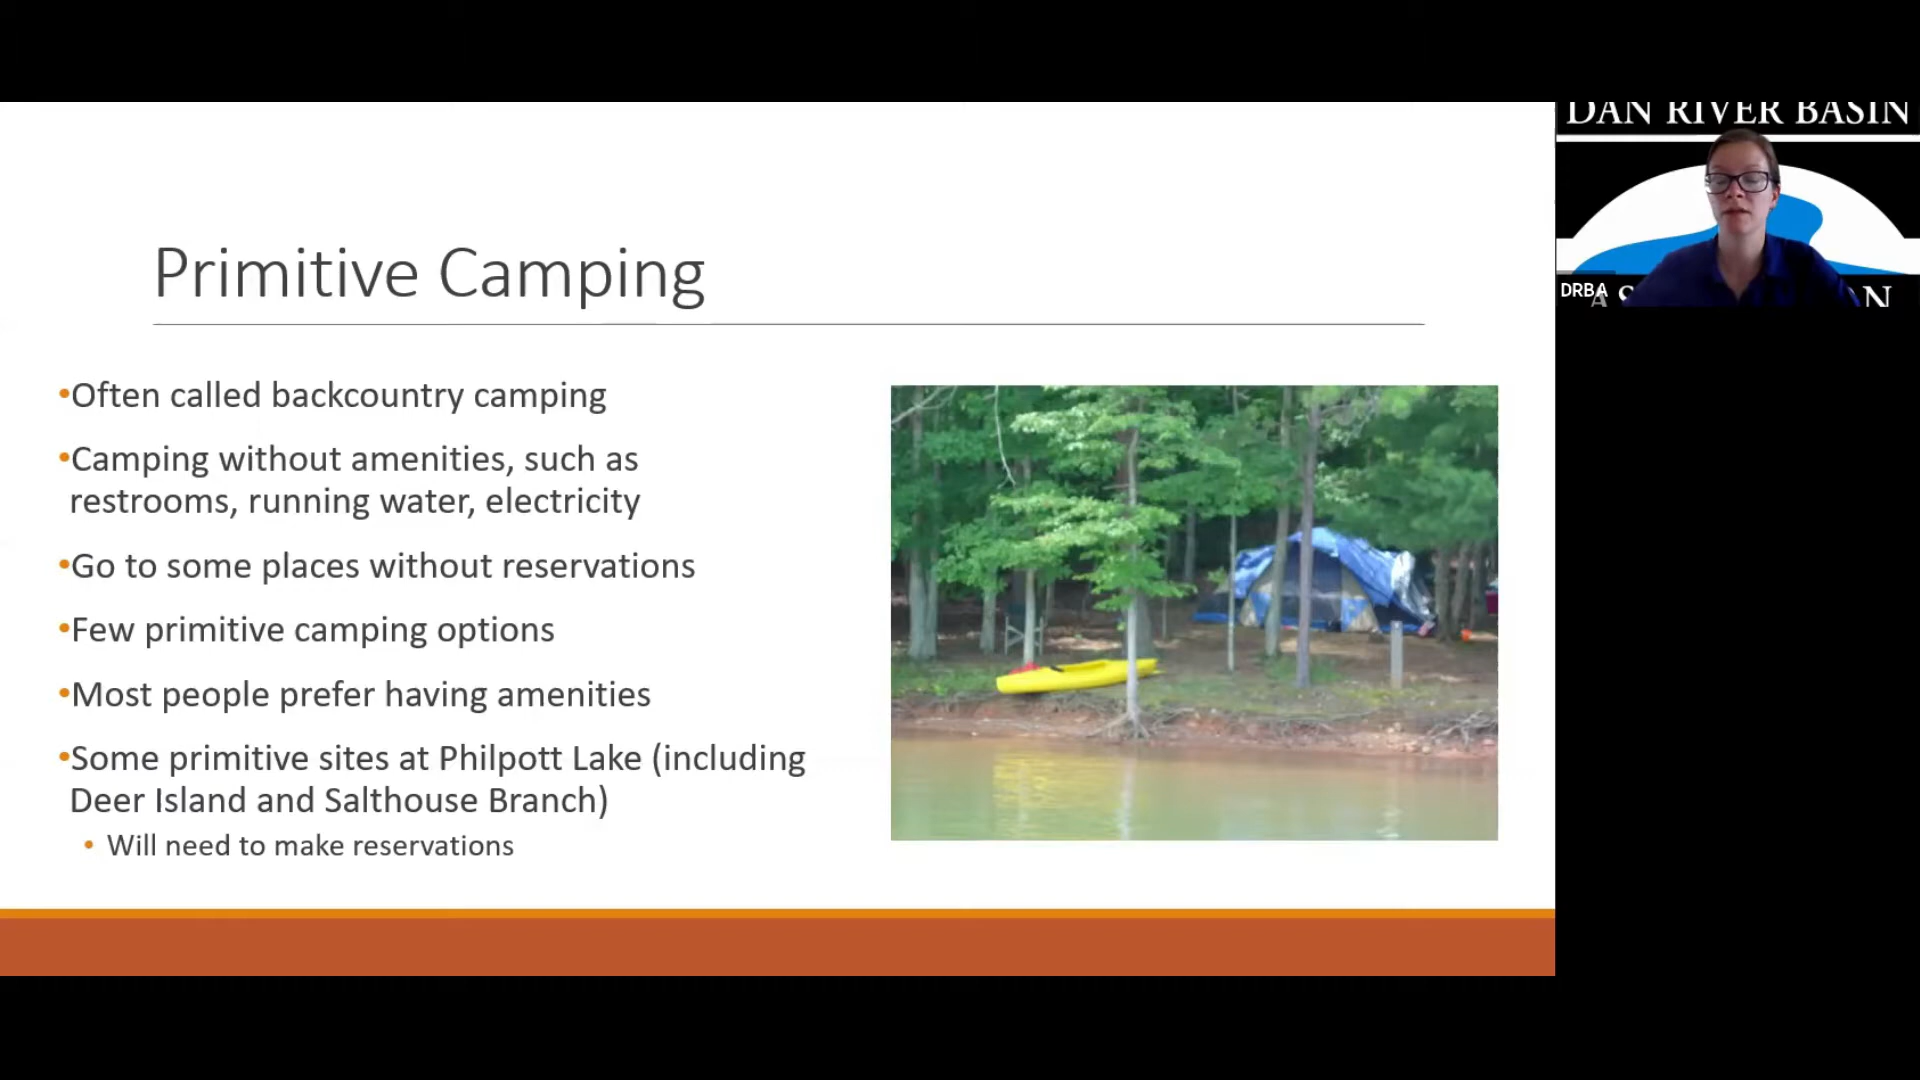 Primitive Camping
•Often called backcountry camping
•Camping without amenities, such as
restrooms, running water, electricity
•Go to some places without reservations
•Few primitive camping options
•Most people prefer having amenities
•Some primitive sites at Philpott Lake (including
Deer Island and Salthouse Branch)
• Will need to make reservations
DAN RIVER BASIN
DRBA